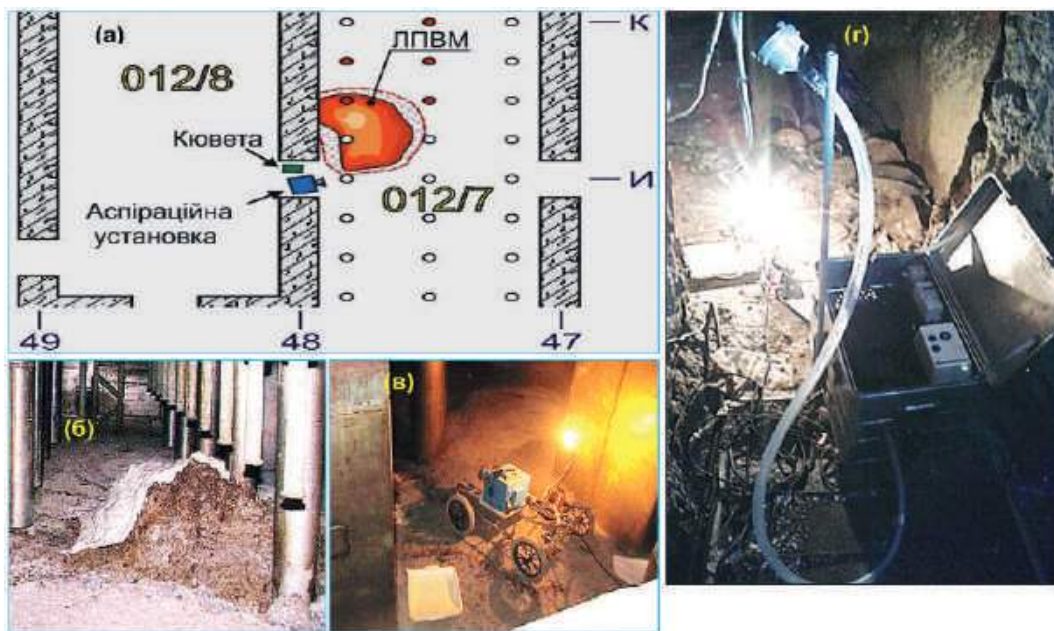 (а)
ЛПВМ
К
012/8
Кювета
И
012/7
Аспіраційна
установка
49
48
47
(б)
(в)
(г)